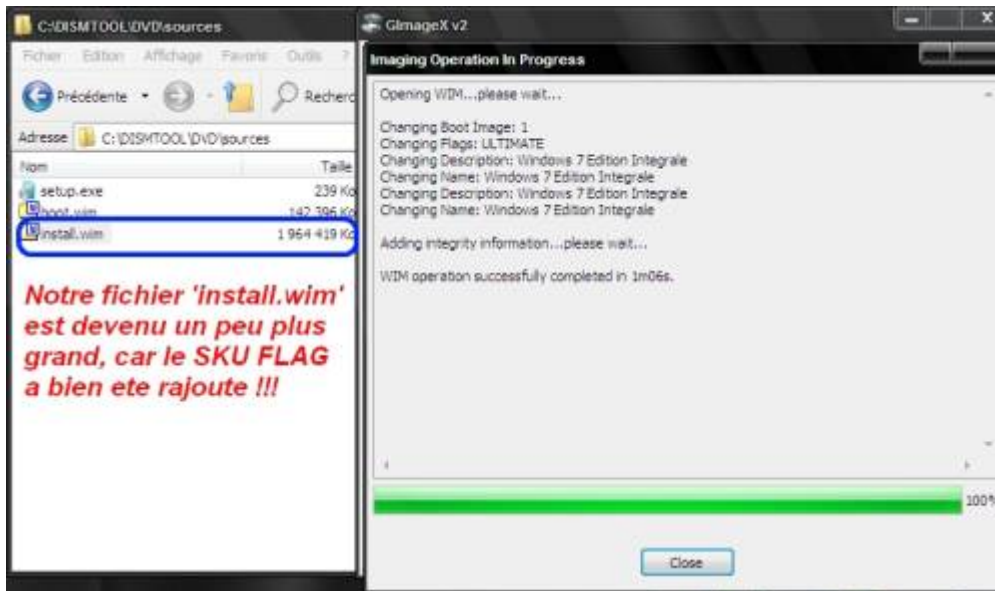 C:\DISMTOOL\DVD\sources
Fichier Edition Affichage Favoris Outils ?
Précédente
Recherc
Adresse C:\DISMTOOL\DVD\sources
Nom Taille
setup.exe 239 Ko
boot.wim 142 396 Ko
install.wim 1 964 419 Ko
Notre fichier 'install.wim'
est devenu un peu plus
grand, car le SKU FLAG
a bien ete rajoute !!!
GImageX v2
Imaging Operation In Progress
Opening WIM...please wait...
Changing Boot Image: 1
Changing Flags: ULTIMATE
Changing Description: Windows 7 Edition Integrale
Changing Name: Windows 7 Edition Integrale
Changing Description: Windows 7 Edition Integrale
Changing Name: Windows 7 Edition Integrale
Adding integrity information...please wait...
WIM operation successfully completed in 1m06s.
100%
Close